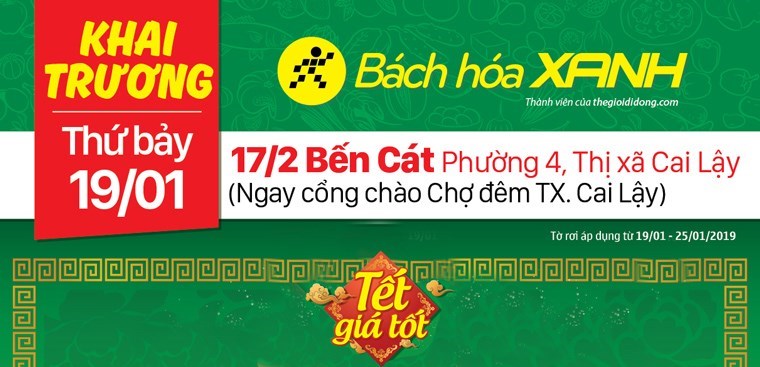 KHAI
TRƯƠNG
Thứ bảy
19/01
Bách hóa XANH
Thành viên của thegioididong.com
17/2 Bến Cát Phường 4, Thị xã Cai Lậy
(Ngay cổng chào Chợ đêm TX. Cai Lậy)
Tờ rơi áp dụng từ 19/01 - 25/01/2019
Tết
giá tốt